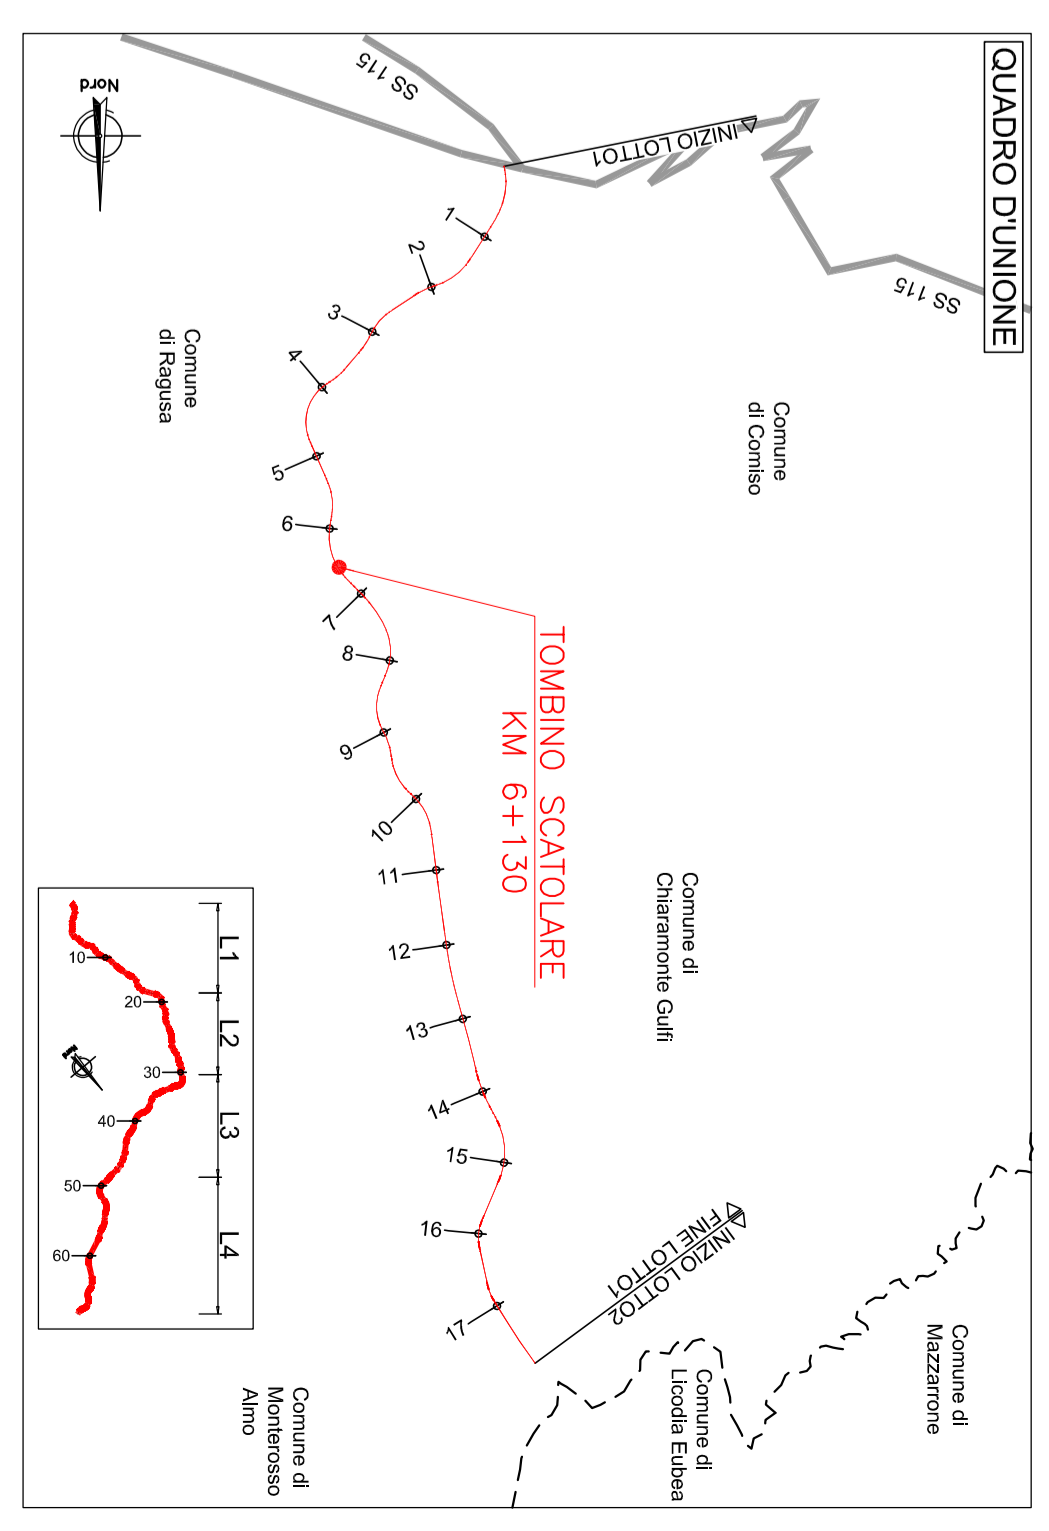 QUADRO D'UNIONE
SS 115
SS 115
INIZIO LOTTO1
Nord
Comune
di Ragusa
Comune
di Comiso
1
2
3
4
5
6
7
8
9
10
11
12
13
14
15
16
17
TOMBINO SCATOLARE
KM 6+130
Comune di
Chiaramonte Gulfi
FINE LOTTO1
INIZIO LOTTO2
Comune di
Mazzarrone
Comune di
Licodia Eubea
Comune di
Monterosso
Almo
L1
L2
L3
L4
10
20
30
40
50
60